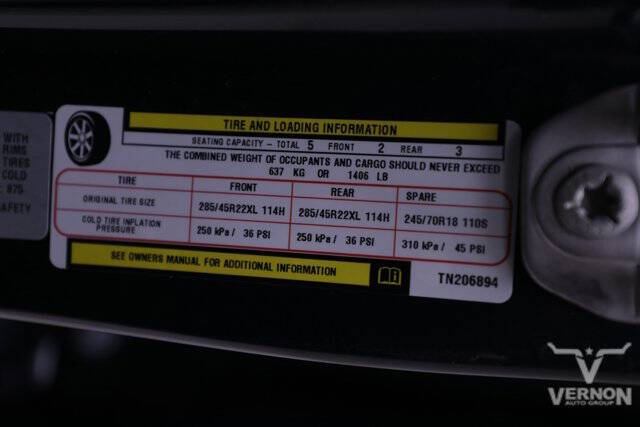 WITH
RIMS
TIRES
COLD
: 975
SAFETY
TIRE AND LOADING INFORMATION
SEATING CAPACITY - TOTAL 5 FRONT 2 REAR 3
THE COMBINED WEIGHT OF OCCUPANTS AND CARGO SHOULD NEVER EXCEED
637 KG OR 1406 LB
TIRE FRONT REAR SPARE
ORIGINAL TIRE SIZE 285/45R22XL 114H 285/45R22XL 114H 245/70R18 110S
COLD TIRE INFLATION PRESSURE 250 kPa / 36 PSI 250 kPa / 36 PSI 310 kPa / 45 PSI
SEE OWNERS MANUAL FOR ADDITIONAL INFORMATION
TN206894
VERNON
AUTO GROUP